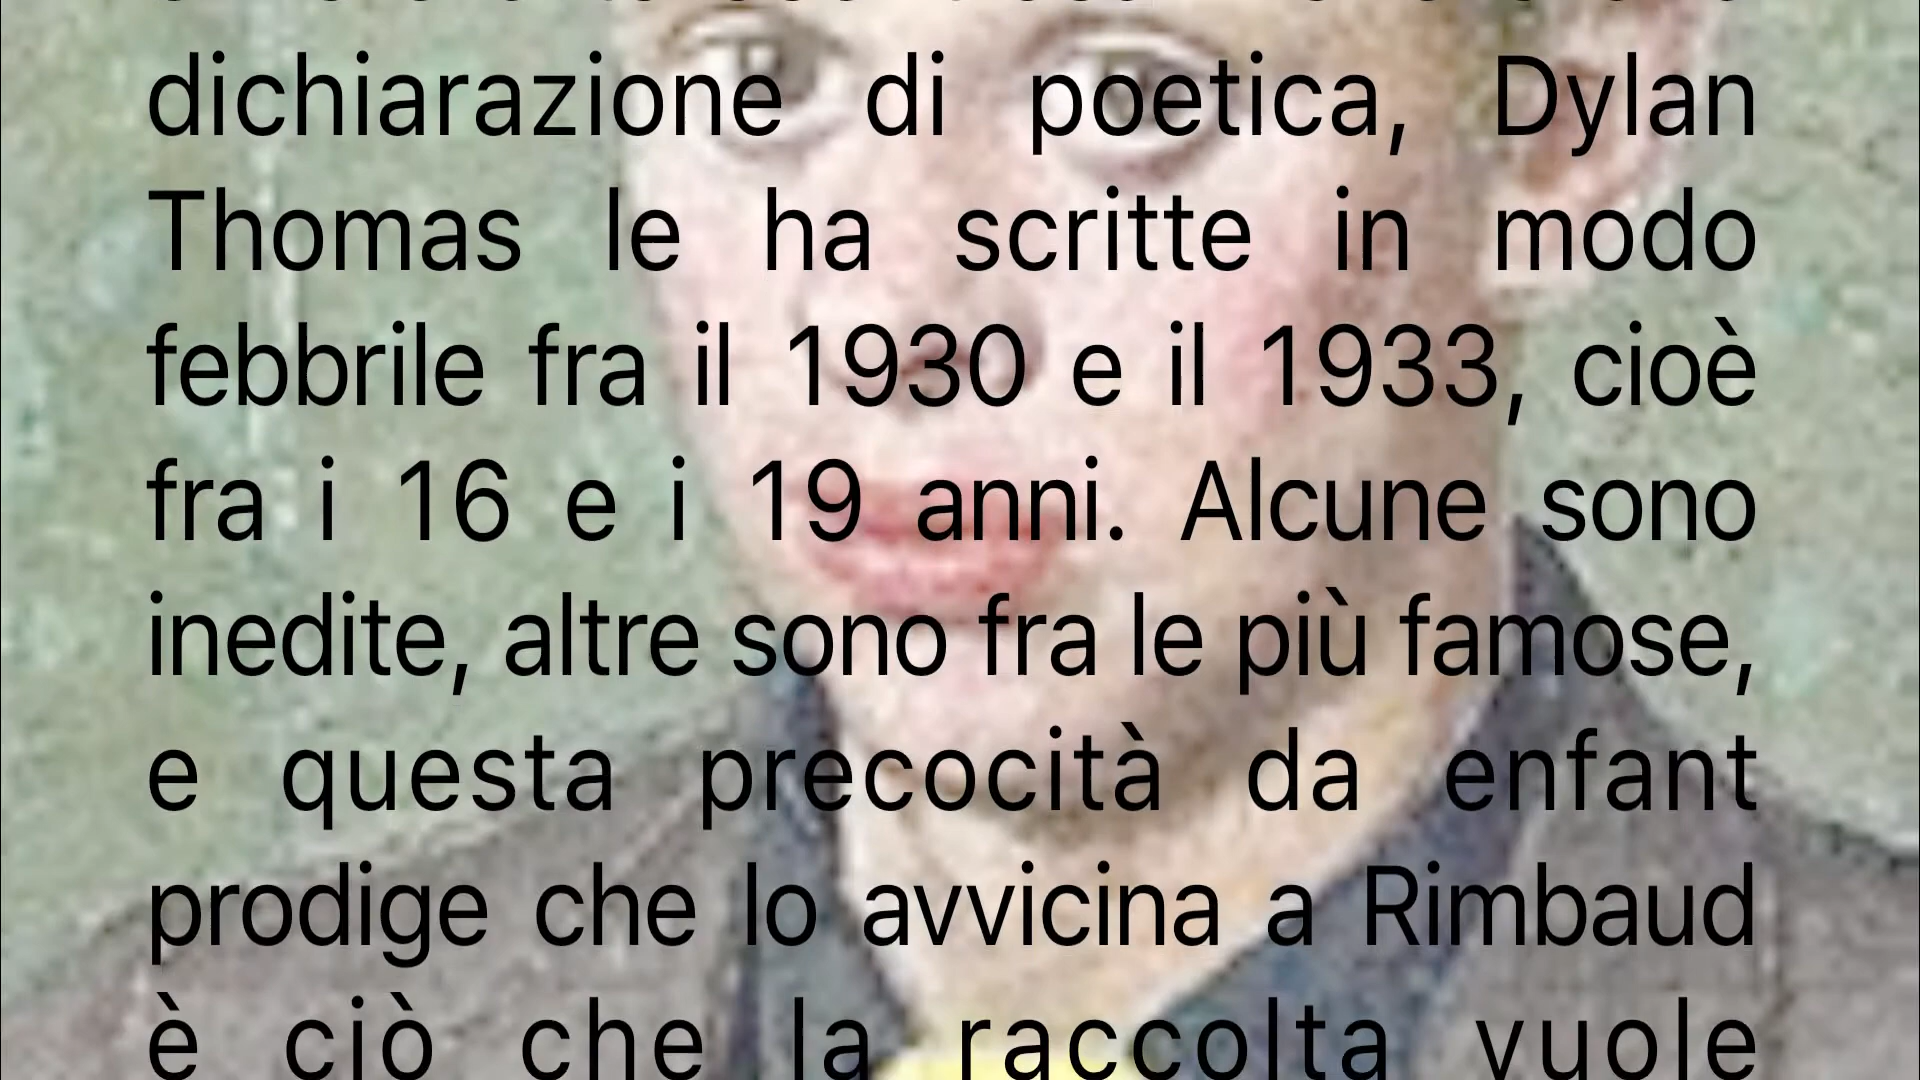 dichiarazione di poetica, Dylan
Thomas le ha scritte in modo
febbrile fra il 1930 e il 1933, cioè
fra i 16 e i 19 anni. Alcune sono
inedite, altre sono fra le più famose,
e questa precocità da enfant
prodige che lo avvicina a Rimbaud
è ciò che la raccolta vuole